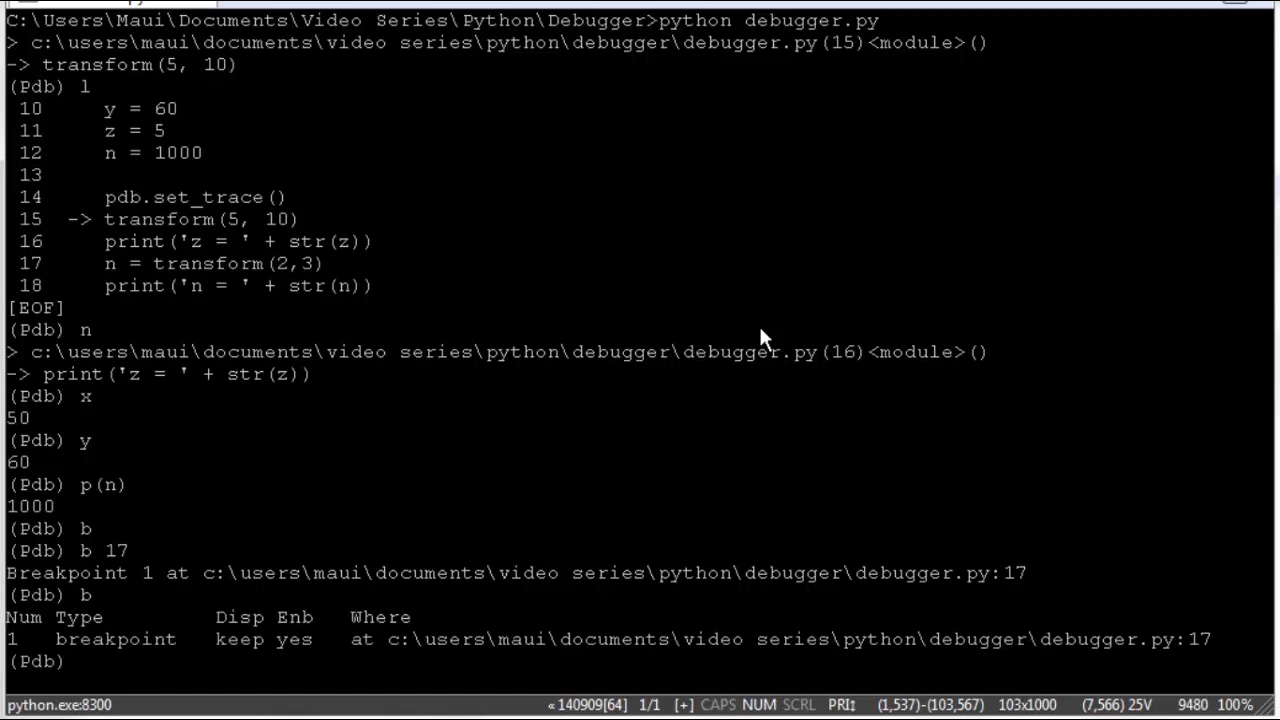 C:\Users\Maui\Documents\Video Series\Python\Debugger>python debugger.py
> c:\users\maui\documents\video series\python\debugger\debugger.py(15)<module>()
-> transform(5, 10)
(Pdb) l
10 y = 60
11 z = 5
12 n = 1000
13
14 pdb.set_trace()
15 -> transform(5, 10)
16 print('z = ' + str(z))
17 n = transform(2,3)
18 print('n = ' + str(n))
[EOF]
(Pdb) n
> c:\users\maui\documents\video series\python\debugger\debugger.py(16)<module>()
-> print('z = ' + str(z))
(Pdb) x
50
(Pdb) y
60
(Pdb) p(n)
1000
(Pdb) b
(Pdb) b 17
Breakpoint 1 at c:\users\maui\documents\video series\python\debugger\debugger.py:17
(Pdb) b
Num Type Disp Enb Where
1 breakpoint keep yes at c:\users\maui\documents\video series\python\debugger\debugger.py:17
(Pdb)
python.exe:8300 «140909[64] 1/1 [+] CAPS NUM SCRL PRI↕ (1,537)-(103,567) 103x1000 (7,566) 25V 9480 100%